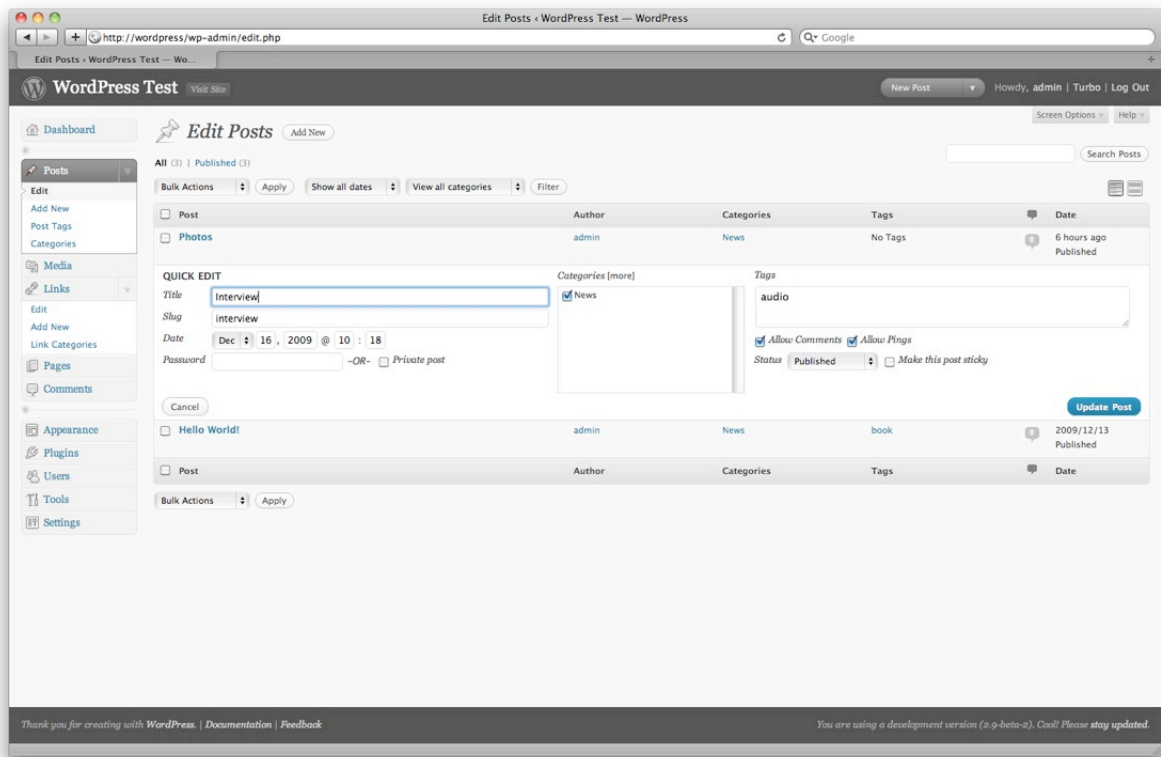 Edit Posts ‹ WordPress Test — WordPress
http://wordpress/wp-admin/edit.php
Google
Edit Posts ‹ WordPress Test — Wo...
WordPress Test Visit Site
New Post Howdy, admin | Turbo | Log Out
Screen Options Help
Dashboard
Posts
Edit
Add New
Post Tags
Categories
Media
Links
Edit
Add New
Link Categories
Pages
Comments
Appearance
Plugins
Users
Tools
Settings
Edit Posts Add New
Search Posts
All (3) | Published (3)
Bulk Actions Apply Show all dates View all categories Filter
Post Author Categories Tags Date
Photos admin News No Tags 0 6 hours ago
Published
QUICK EDIT Categories [more] Tags
Title Interview News audio
Slug interview
Date Dec 16 , 2009 @ 10 : 18 Allow Comments Allow Pings
Password –OR– Private post Status Published Make this post sticky
Cancel Update Post
Hello World! admin News book 0 2009/12/13
Published
Post Author Categories Tags Date
Bulk Actions Apply
Thank you for creating with WordPress. | Documentation | Feedback
You are using a development version (2.9-beta-2). Cool! Please stay updated.